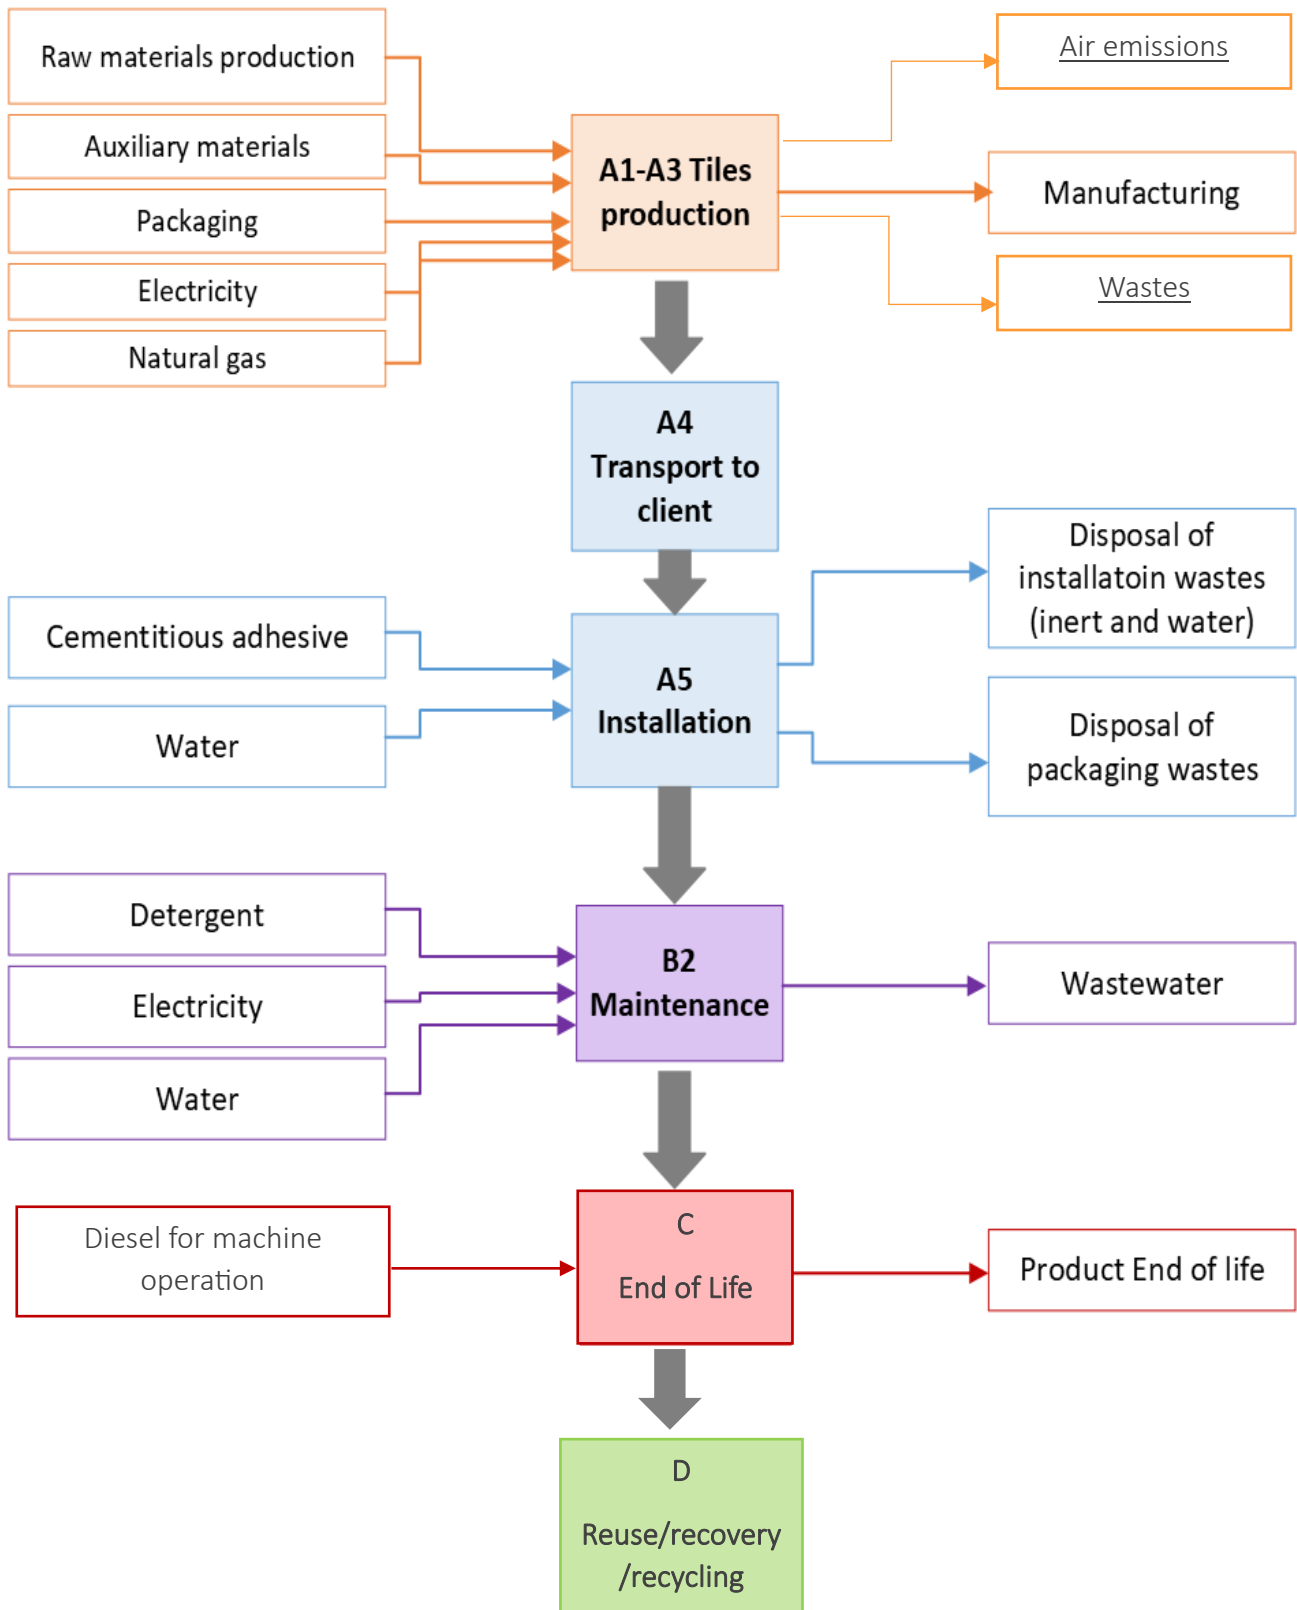 Raw materials production
Auxiliary materials
Packaging
Electricity
Natural gas
A1-A3 Tiles
production
Air emissions
Manufacturing
Wastes
A4
Transport to
client
Cementitious adhesive
Water
A5
Installation
Disposal of
installatoin wastes
(inert and water)
Disposal of
packaging wastes
Detergent
Electricity
Water
B2
Maintenance
Wastewater
Diesel for machine
operation
C
End of Life
Product End of life
D
Reuse/recovery
/recycling